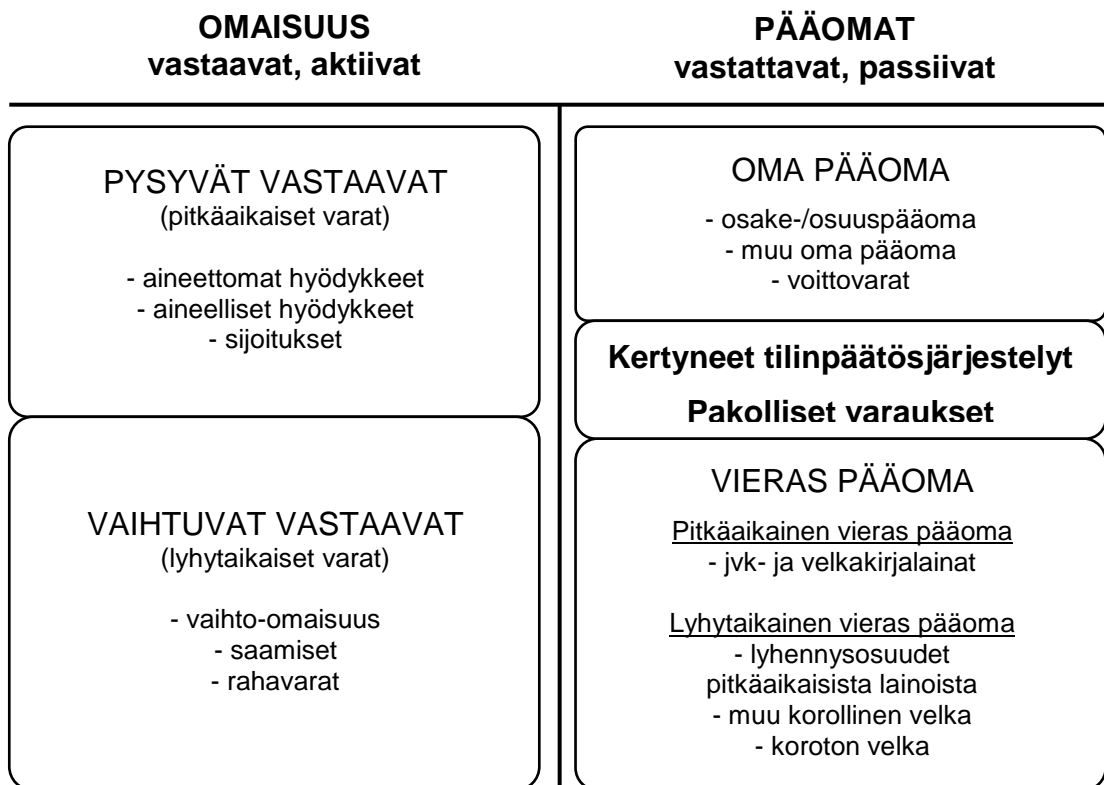 OMAISUUS
vastaavat, aktiivat
PÄÄOMAT
vastattavat, passiivat
PYSYVÄT VASTAAVAT
(pitkäaikaiset varat)
- aineettomat hyödykkeet
- aineelliset hyödykkeet
- sijoitukset
VAIHTUVAT VASTAAVAT
(lyhytaikaiset varat)
- vaihto-omaisuus
- saamiset
- rahavarat
OMA PÄÄOMA
- osake-/osuuspääoma
- muu oma pääoma
- voittovarat
Kertyneet tilinpäätösjärjestelyt
Pakolliset varaukset
VIERAS PÄÄOMA
Pitkäaikainen vieras pääoma
- jvk- ja velkakirjalainat
Lyhytaikainen vieras pääoma
- lyhennysosuudet
pitkäaikaisista lainoista
- muu korollinen velka
- koroton velka